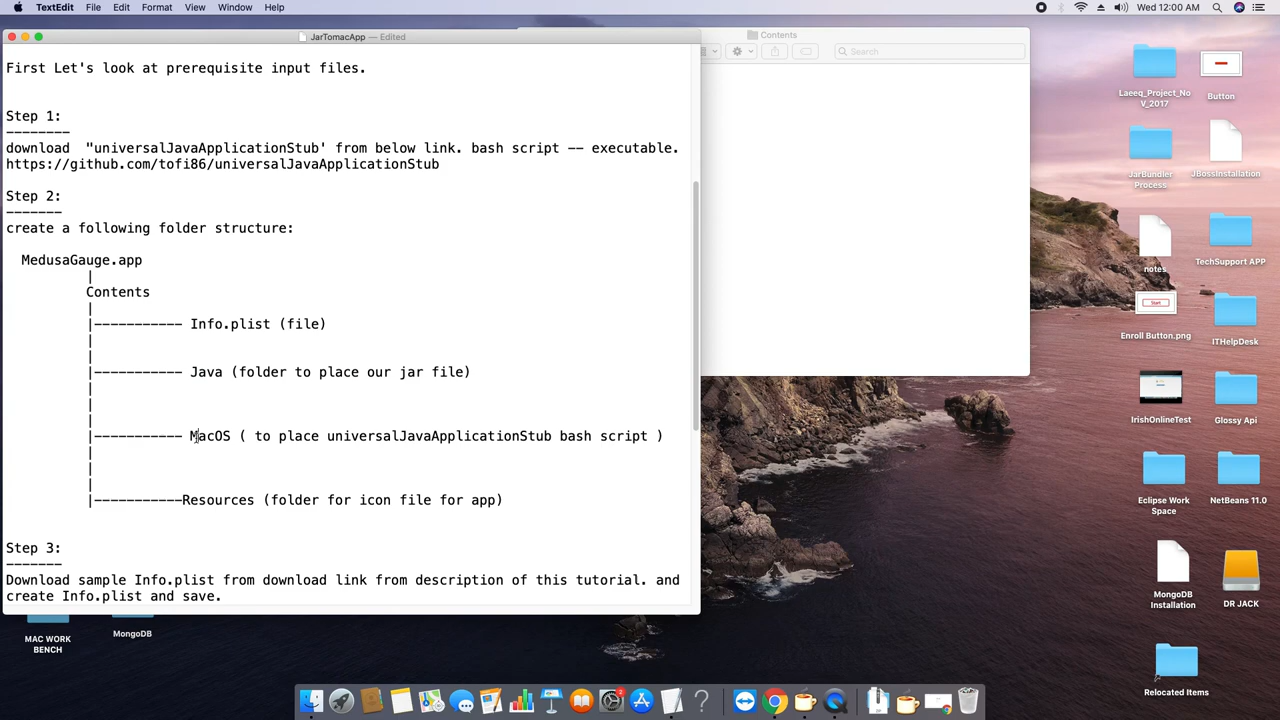 TextEdit File Edit Format View Window Help
Wed 12:00 AM
JarTomacApp — Edited
Contents
Search
First Let's look at prerequisite input files.
Step 1:
--------
download  "universalJavaApplicationStub' from below link. bash script -- executable.
https://github.com/tofi86/universalJavaApplicationStub
Step 2:
-------
create a following folder structure:
MedusaGauge.app
|
Contents
|
|----------- Info.plist (file)
|
|
|----------- Java (folder to place our jar file)
|
|
|
|----------- MacOS ( to place universalJavaApplicationStub bash script )
|
|
|
|-----------Resources (folder for icon file for app)
Step 3:
-------
Download sample Info.plist from download link from description of this tutorial. and
create Info.plist and save.
Laeeq_Project_No
V_2017
Button
JarBundler
Process
JBossInstallation
notes
TechSupport APP
Start
Enroll Button.png
ITHelpDesk
IrishOnlineTest
Glossy Api
Eclipse Work
Space
NetBeans 11.0
MongoDB
Installation
DR JACK
Relocated Items
MAC WORK
BENCH
MongoDB
2